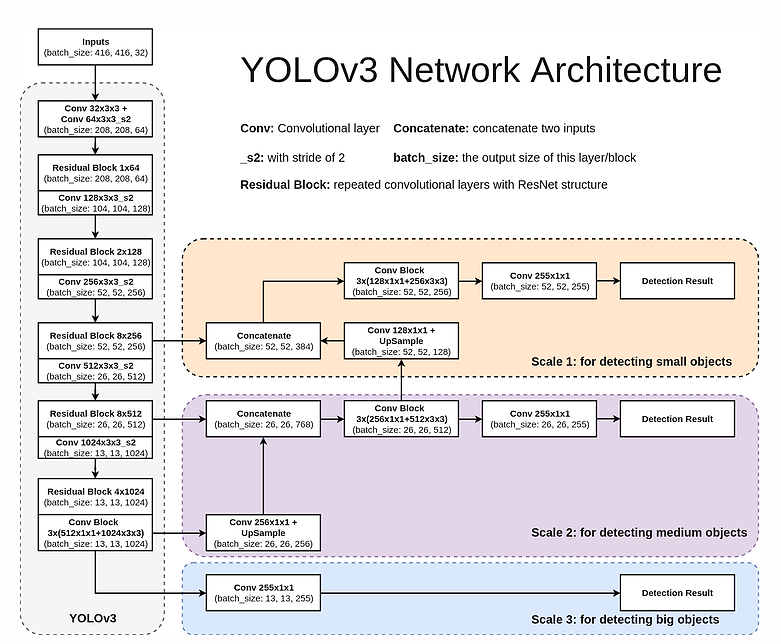 Inputs
(batch_size: 416, 416, 32)
YOLOv3 Network Architecture
Conv: Convolutional layer Concatenate: concatenate two inputs
_s2: with stride of 2 batch_size: the output size of this layer/block
Residual Block: repeated convolutional layers with ResNet structure
Conv 32x3x3 +
Conv 64x3x3_s2
(batch_size: 208, 208, 64)
Residual Block 1x64
(batch_size: 208, 208, 64)
Conv 128x3x3_s2
(batch_size: 104, 104, 128)
Residual Block 2x128
(batch_size: 104, 104, 128)
Conv 256x3x3_s2
(batch_size: 52, 52, 256)
Residual Block 8x256
(batch_size: 52, 52, 256)
Conv 512x3x3_s2
(batch_size: 26, 26, 512)
Residual Block 8x512
(batch_size: 26, 26, 512)
Conv 1024x3x3_s2
(batch_size: 13, 13, 1024)
Residual Block 4x1024
(batch_size: 13, 13, 1024)
Conv Block
3x(512x1x1+1024x3x3)
(batch_size: 13, 13, 1024)
YOLOv3
Conv Block
3x(128x1x1+256x3x3)
(batch_size: 52, 52, 256)
Conv 255x1x1
(batch_size: 52, 52, 255)
Detection Result
Concatenate
(batch_size: 52, 52, 384)
Conv 128x1x1 +
UpSample
(batch_size: 52, 52, 128)
Scale 1: for detecting small objects
Concatenate
(batch_size: 26, 26, 768)
Conv Block
3x(256x1x1+512x3x3)
(batch_size: 26, 26, 512)
Conv 255x1x1
(batch_size: 26, 26, 255)
Detection Result
Conv 256x1x1 +
UpSample
(batch_size: 26, 26, 256)
Scale 2: for detecting medium objects
Conv 255x1x1
(batch_size: 13, 13, 255)
Detection Result
Scale 3: for detecting big objects